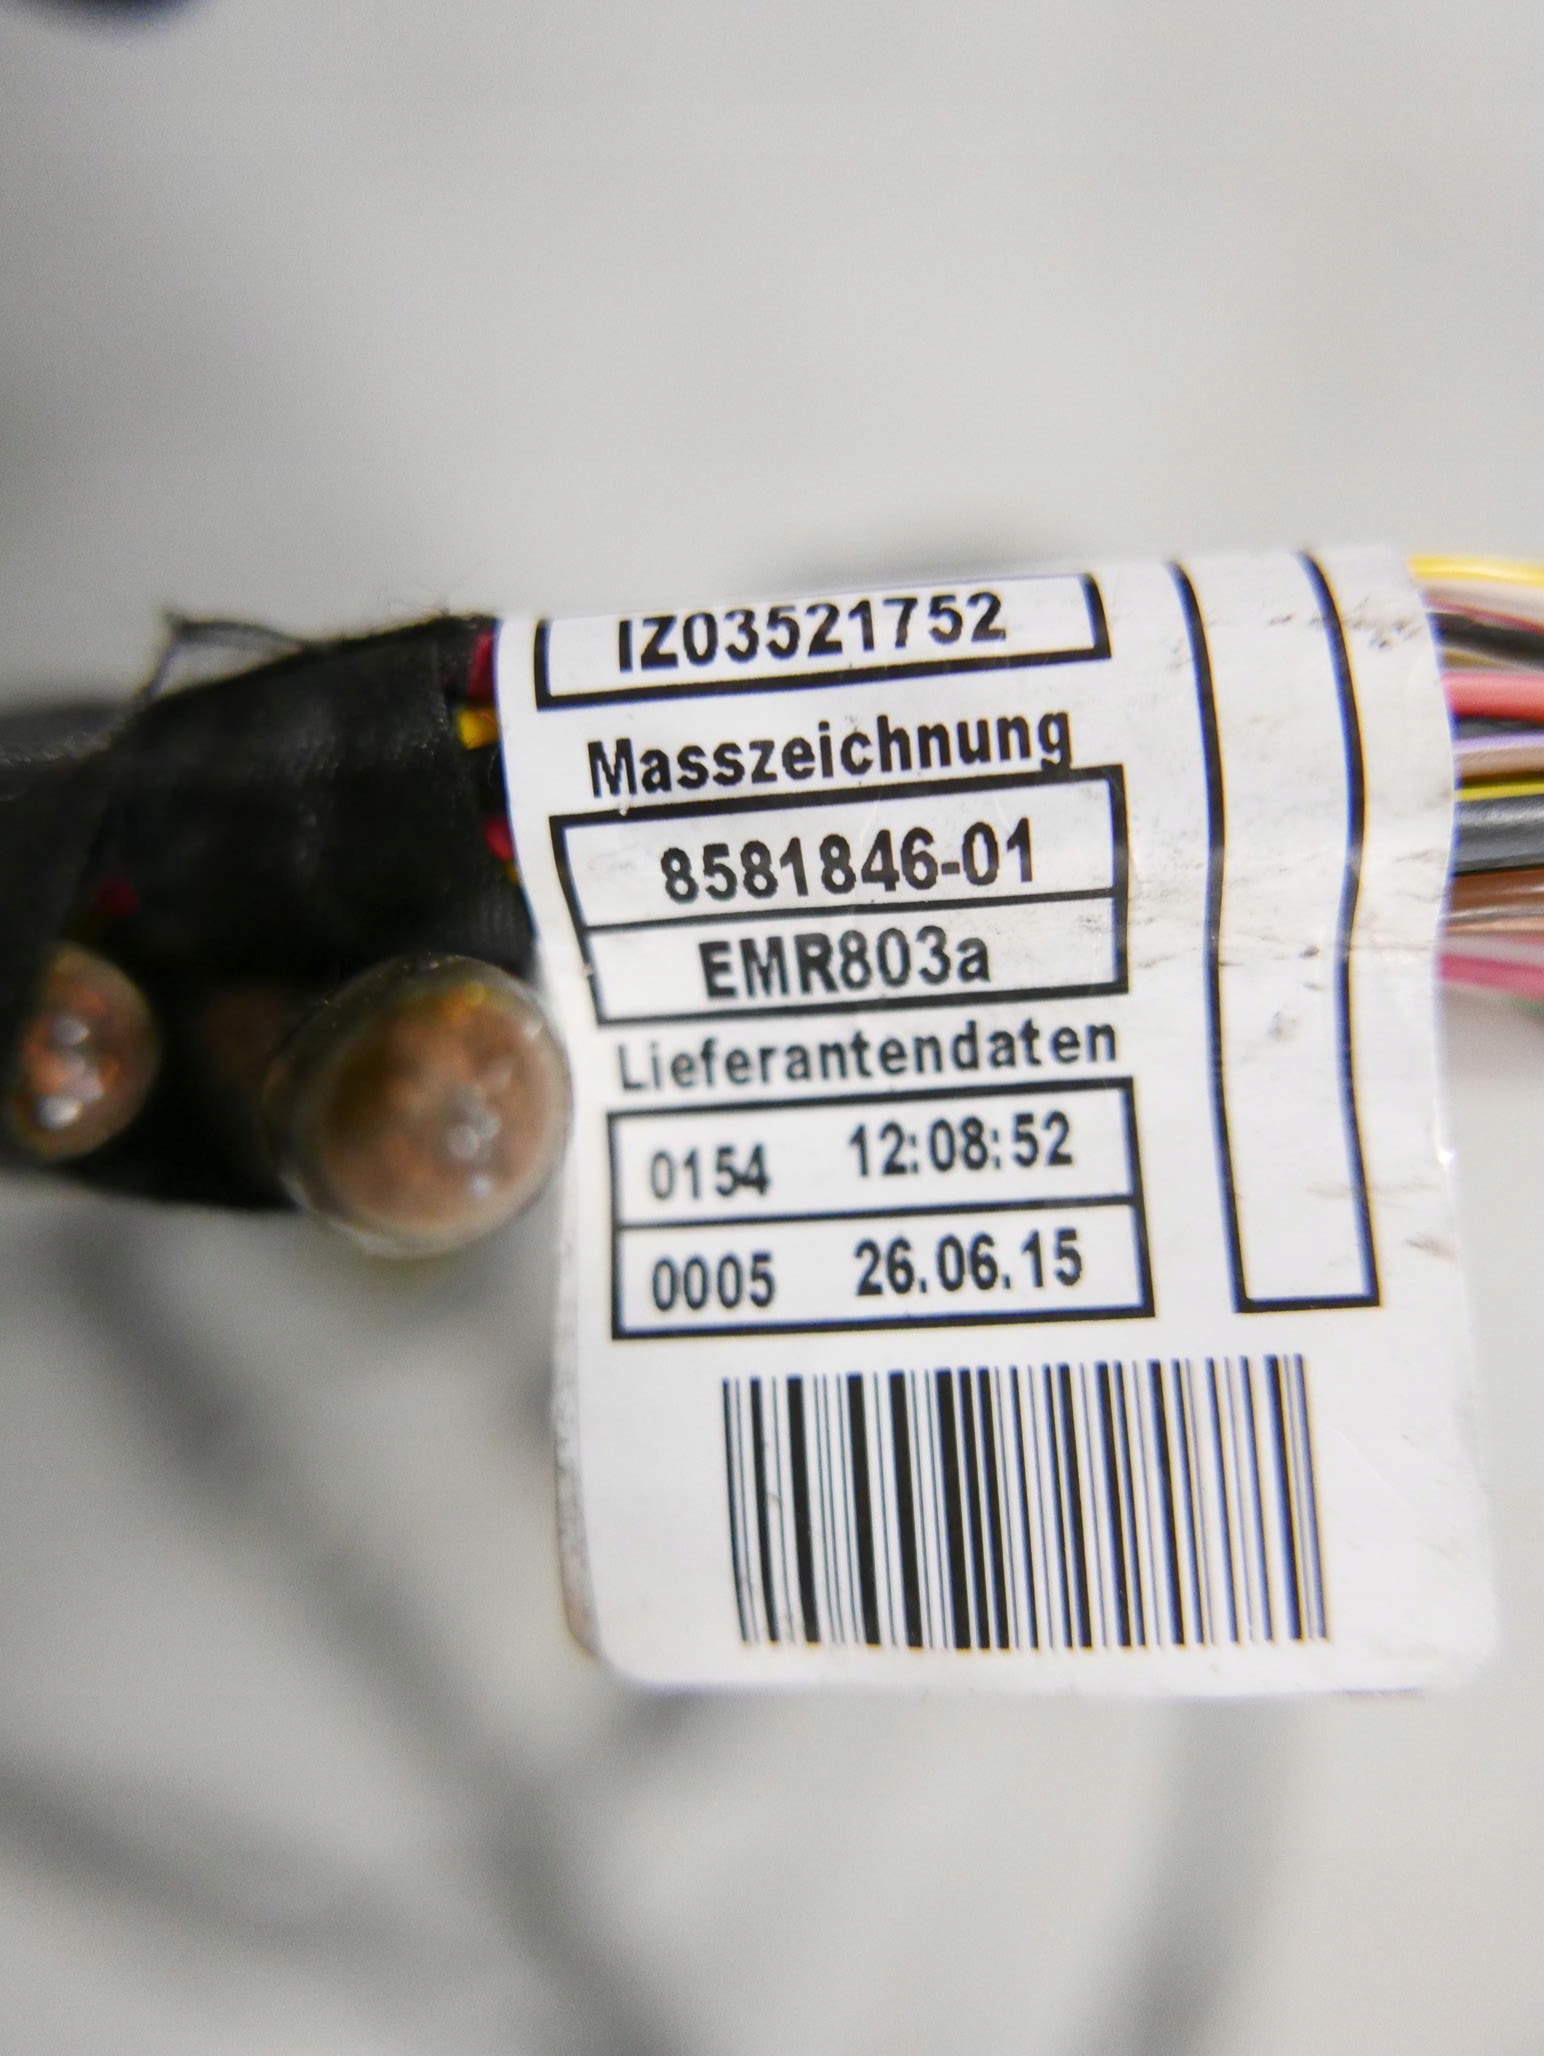 IZ03521752
Masszeichnung
8581846-01
EMR803a
Lieferantendaten
0154 12:08:52
0005 26.06.15